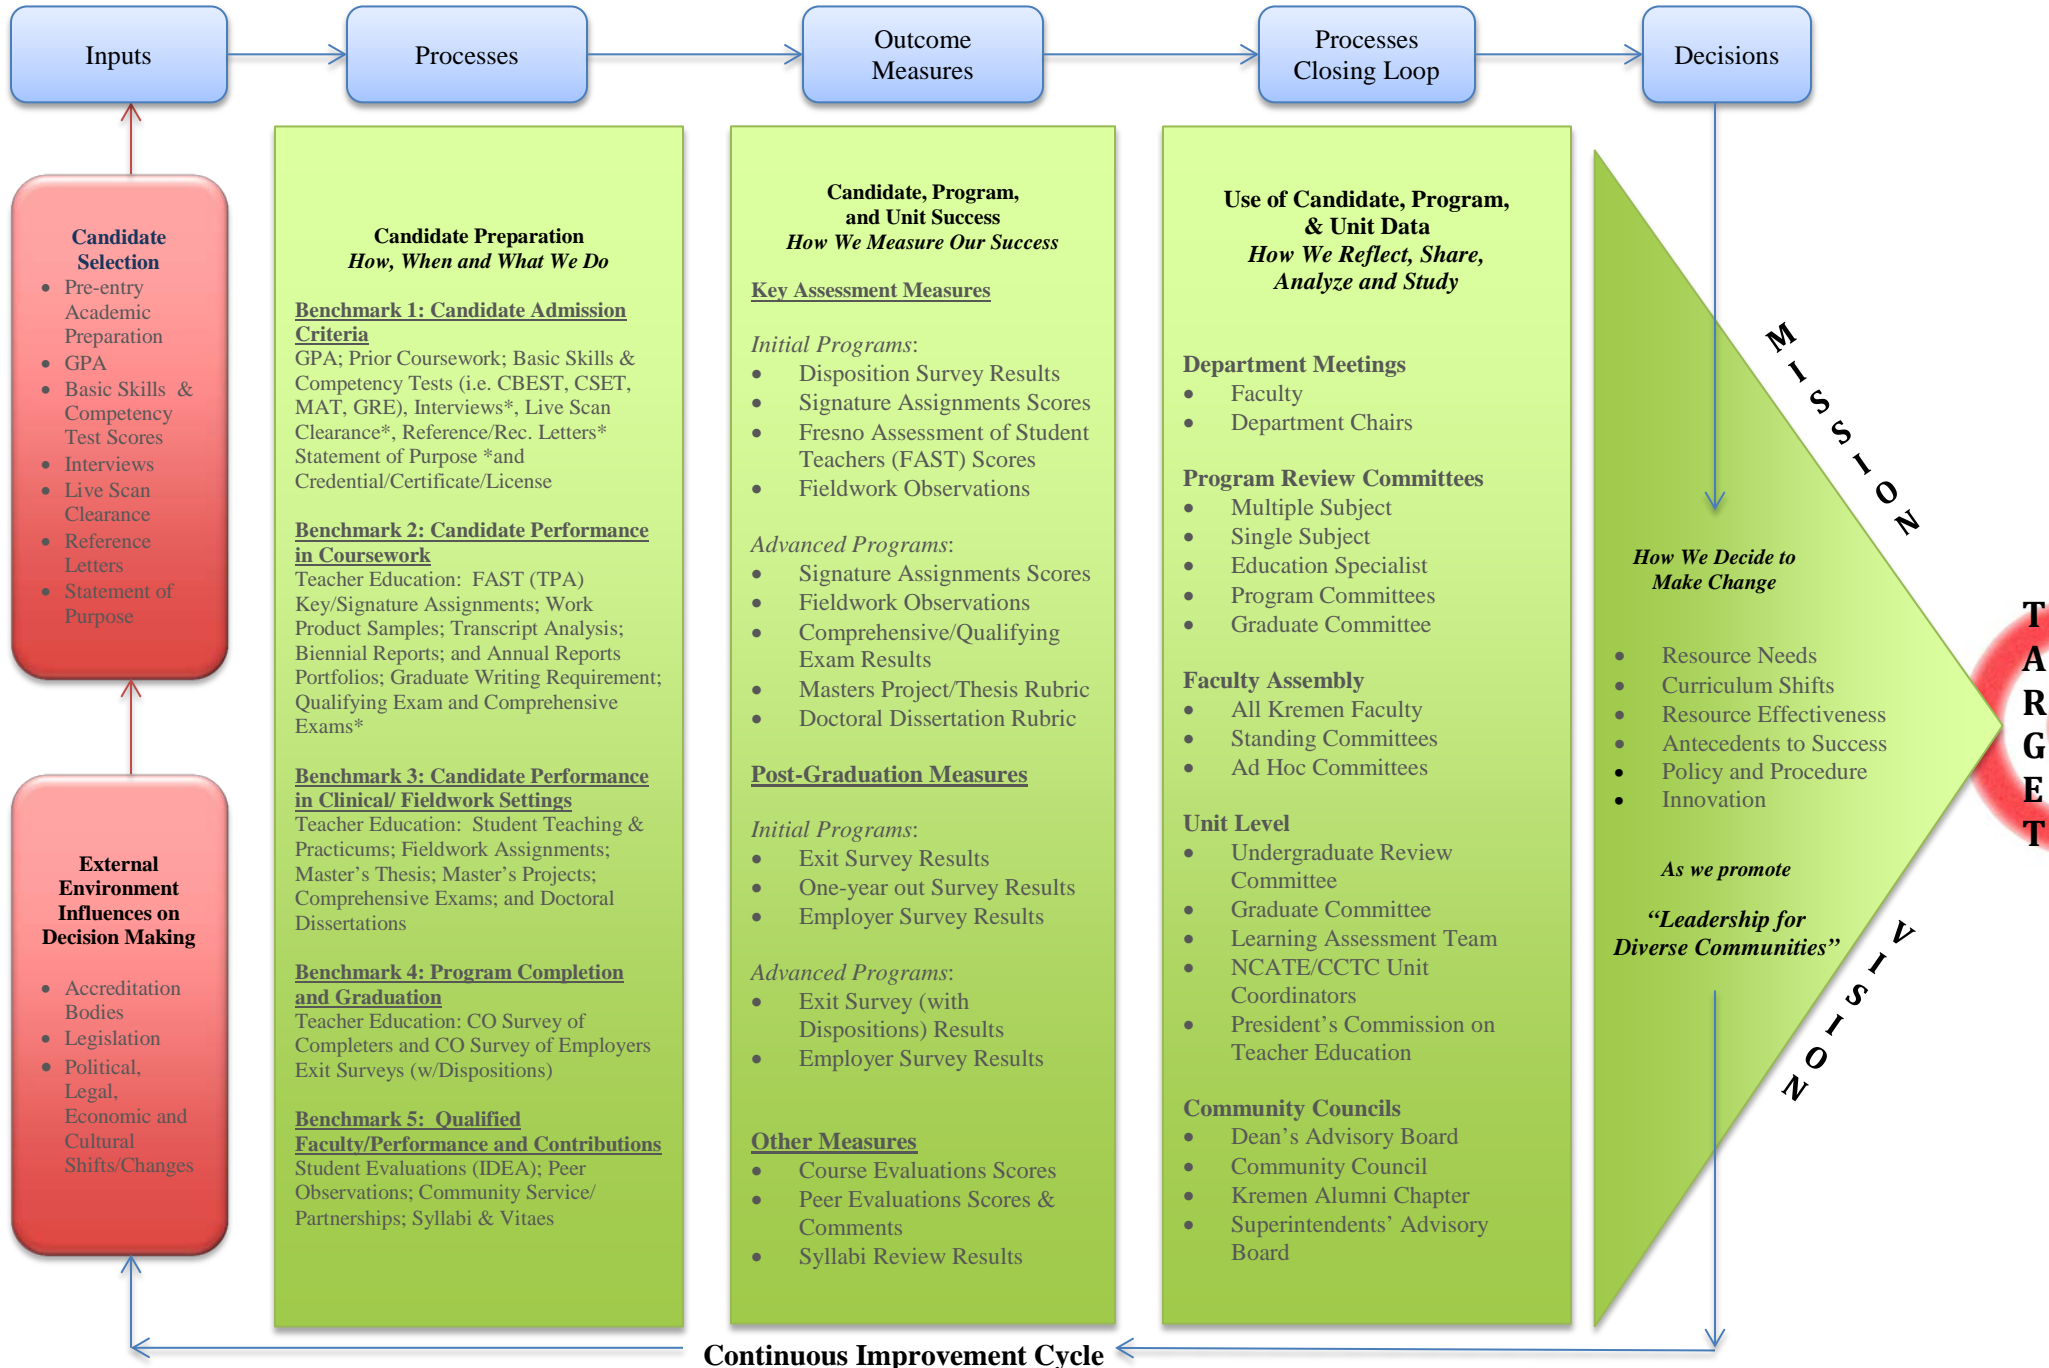 Inputs
Processes
Outcome
Measures
Processes
Closing Loop
Decisions
Candidate
Selection
• Pre-entry
Academic
Preparation
• GPA
• Basic Skills &
Competency
Test Scores
• Interviews
• Live Scan
Clearance
• Reference
Letters
• Statement of
Purpose
External
Environment
Influences on
Decision Making
• Accreditation
Bodies
• Legislation
• Political,
Legal,
Economic and
Cultural
Shifts/Changes
Candidate Preparation
How, When and What We Do
Benchmark 1: Candidate Admission
Criteria
GPA; Prior Coursework; Basic Skills &
Competency Tests (i.e. CBEST, CSET,
MAT, GRE), Interviews*, Live Scan
Clearance*, Reference/Rec. Letters*
Statement of Purpose *and
Credential/Certificate/License
Benchmark 2: Candidate Performance
in Coursework
Teacher Education: FAST (TPA)
Key/Signature Assignments; Work
Product Samples; Transcript Analysis;
Biennial Reports; and Annual Reports
Portfolios; Graduate Writing Requirement;
Qualifying Exam and Comprehensive
Exams*
Benchmark 3: Candidate Performance
in Clinical/ Fieldwork Settings
Teacher Education: Student Teaching &
Practicums; Fieldwork Assignments;
Master's Thesis; Master's Projects;
Comprehensive Exams; and Doctoral
Dissertations
Benchmark 4: Program Completion
and Graduation
Teacher Education: CO Survey of
Completers and CO Survey of Employers
Exit Surveys (w/Dispositions)
Benchmark 5: Qualified
Faculty/Performance and Contributions
Student Evaluations (IDEA); Peer
Observations; Community Service/
Partnerships; Syllabi & Vitaes
Candidate, Program,
and Unit Success
How We Measure Our Success
Key Assessment Measures
Initial Programs:
• Disposition Survey Results
• Signature Assignments Scores
• Fresno Assessment of Student
Teachers (FAST) Scores
• Fieldwork Observations
Advanced Programs:
• Signature Assignments Scores
• Fieldwork Observations
• Comprehensive/Qualifying
Exam Results
• Masters Project/Thesis Rubric
• Doctoral Dissertation Rubric
Post-Graduation Measures
Initial Programs:
• Exit Survey Results
• One-year out Survey Results
• Employer Survey Results
Advanced Programs:
• Exit Survey (with
Dispositions) Results
• Employer Survey Results
Other Measures
• Course Evaluations Scores
• Peer Evaluations Scores &
Comments
• Syllabi Review Results
Use of Candidate, Program,
& Unit Data
How We Reflect, Share,
Analyze and Study
Department Meetings
• Faculty
• Department Chairs
Program Review Committees
• Multiple Subject
• Single Subject
• Education Specialist
• Program Committees
• Graduate Committee
Faculty Assembly
• All Kremen Faculty
• Standing Committees
• Ad Hoc Committees
Unit Level
• Undergraduate Review
Committee
• Graduate Committee
• Learning Assessment Team
• NCATE/CCTC Unit
Coordinators
• President's Commission on
Teacher Education
Community Councils
• Dean's Advisory Board
• Community Council
• Kremen Alumni Chapter
• Superintendents' Advisory
Board
How We Decide to
Make Change
• Resource Needs
• Curriculum Shifts
• Resource Effectiveness
• Antecedents to Success
• Policy and Procedure
• Innovation
As we promote
“Leadership for
Diverse Communities”
MISSION
VISION
TARGET
Continuous Improvement Cycle